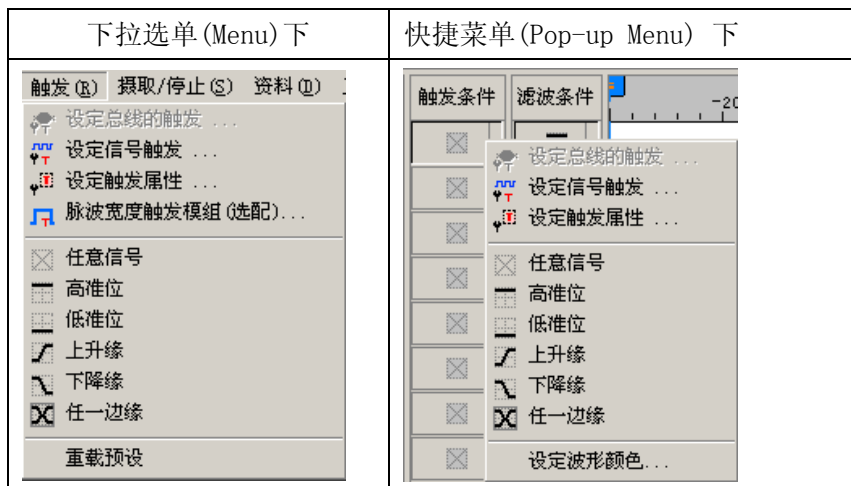 下拉选单(Menu)下
快捷菜单(Pop-up Menu) 下
触发(R) 摄取/停止(S) 资料(D)
设定总线的触发 ...
设定信号触发 ...
设定触发属性 ...
脉波宽度触发模组(选配)...
任意信号
高准位
低准位
上升缘
下降缘
任一边缘
重载预设
触发条件 滤波条件
-20
设定总线的触发 ...
设定信号触发 ...
设定触发属性 ...
任意信号
高准位
低准位
上升缘
下降缘
任一边缘
设定波形颜色...